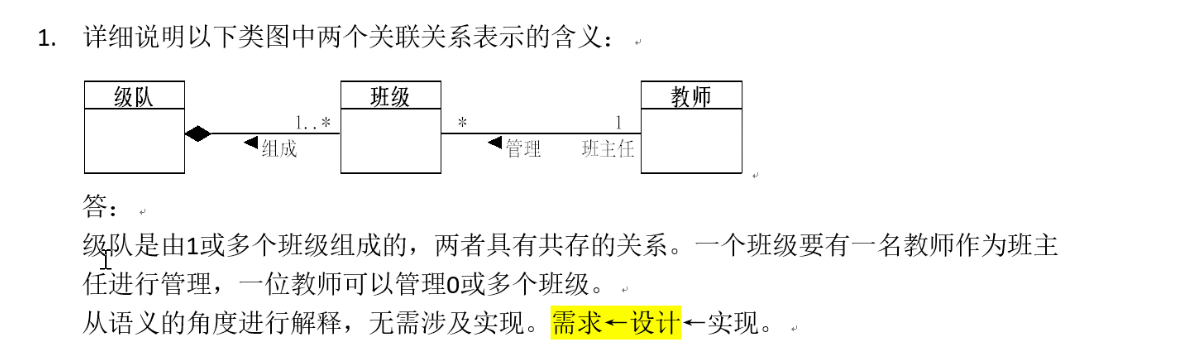 1. 详细说明以下类图中两个关联关系表示的含义：
级队 班级 教师
1..* * 1
组成 管理 班主任
答：
级队是由1或多个班级组成的，两者具有共存的关系。一个班级要有一名教师作为班主
任进行管理，一位教师可以管理0或多个班级。
从语义的角度进行解释，无需涉及实现。需求←设计←实现。